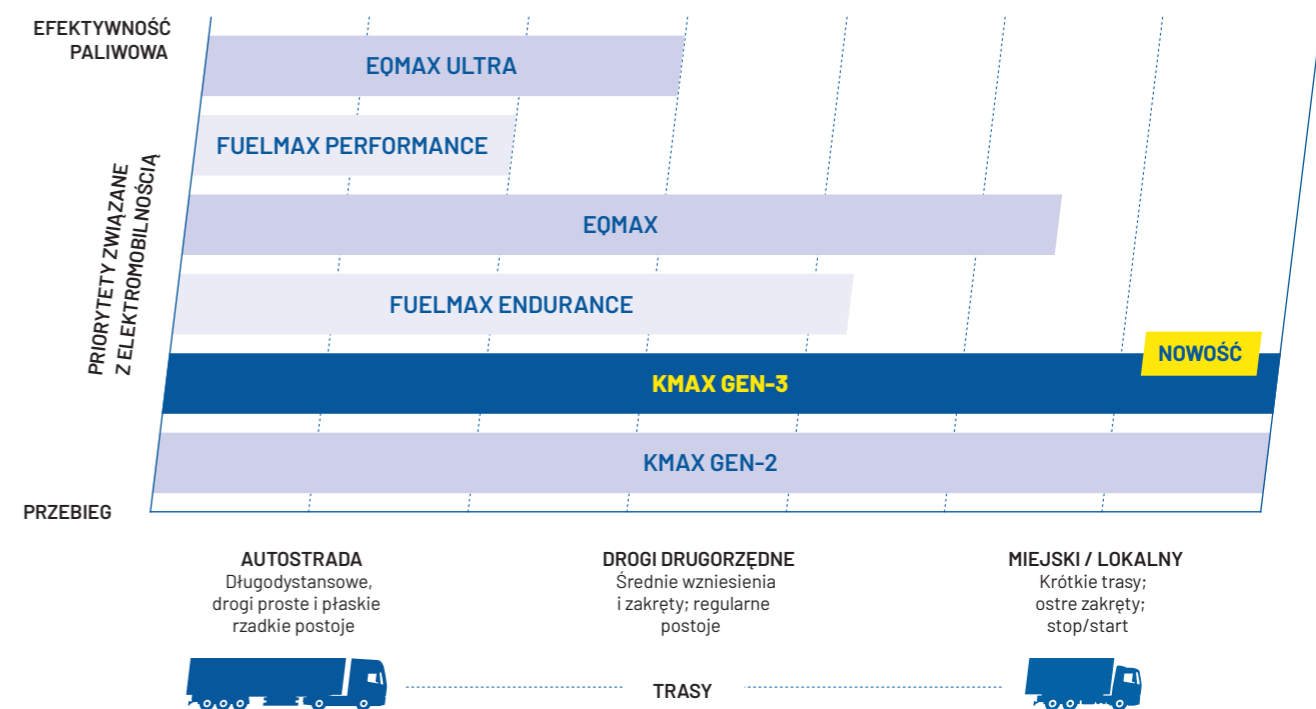 EFEKTYWNOŚĆ
PALIWOWA
EQMAX ULTRA
FUELMAX PERFORMANCE
PRIORYTETY ZWIĄZANE
Z ELEKTROMOBILNOŚCIĄ
EQMAX
FUELMAX ENDURANCE
NOWOŚĆ
KMAX GEN-3
KMAX GEN-2
PRZEBIEG
AUTOSTRADA
Długodystansowe,
drogi proste i płaskie
rzadkie postoje
DROGI DRUGORZĘDNE
Średnie wzniesienia
i zakręty; regularne
postoje
MIEJSKI / LOKALNY
Krótkie trasy;
ostre zakręty;
stop/start
TRASY